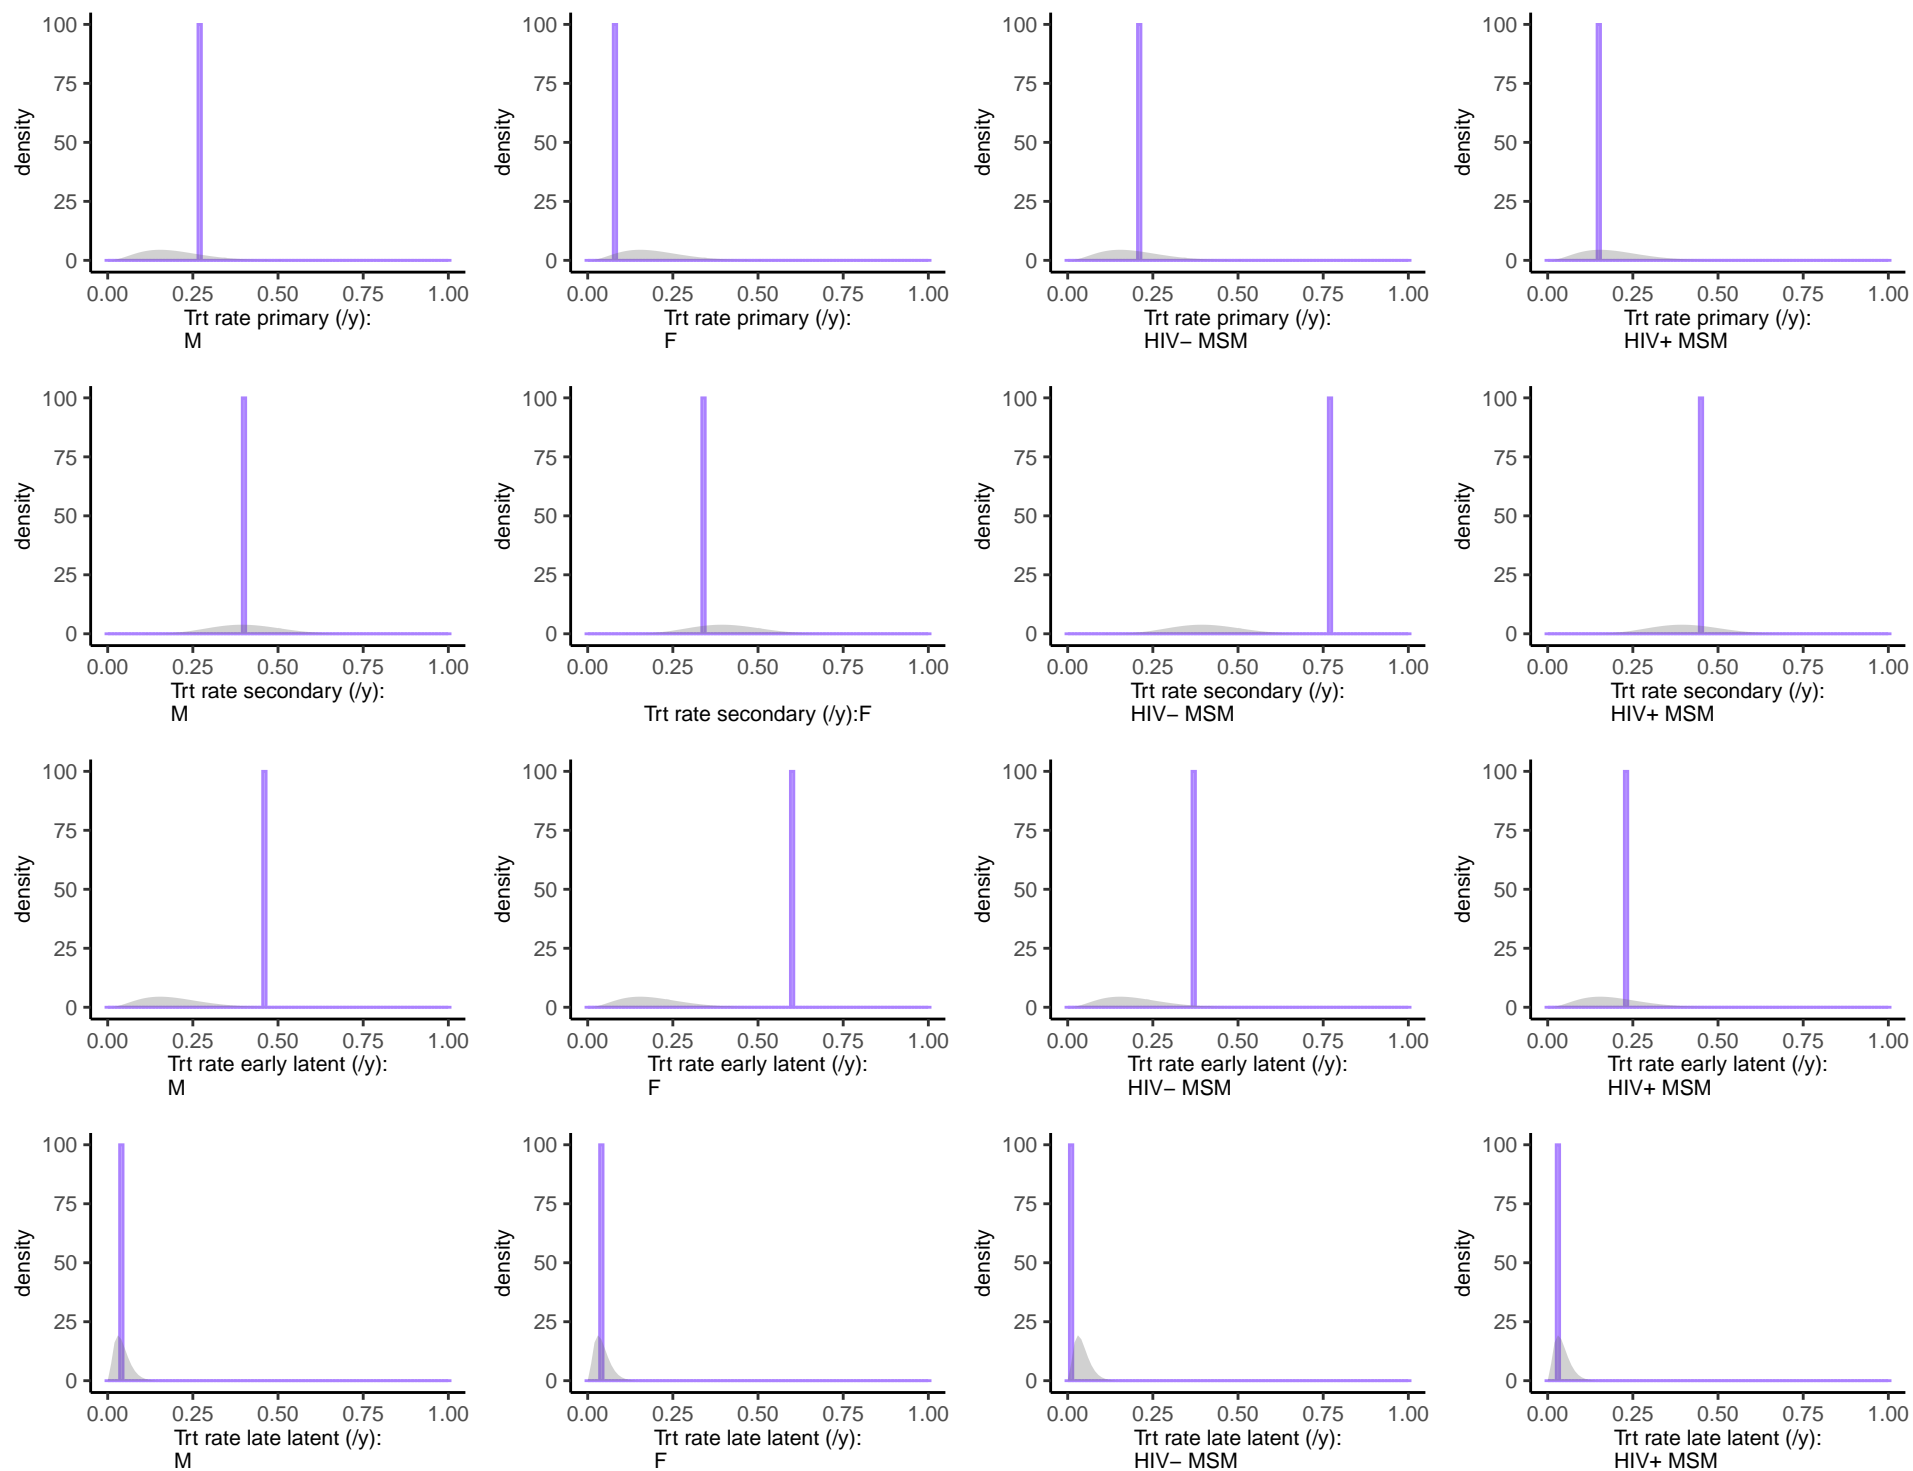 100
75
50
25
0
density
0.00 0.25 0.50 0.75 1.00
Trt rate primary (/y):
M
100
75
50
25
0
density
0.00 0.25 0.50 0.75 1.00
Trt rate primary (/y):
F
100
75
50
25
0
density
0.00 0.25 0.50 0.75 1.00
Trt rate primary (/y):
HIV− MSM
100
75
50
25
0
density
0.00 0.25 0.50 0.75 1.00
Trt rate primary (/y):
HIV+ MSM
100
75
50
25
0
density
0.00 0.25 0.50 0.75 1.00
Trt rate secondary (/y):
M
100
75
50
25
0
density
0.00 0.25 0.50 0.75 1.00
Trt rate secondary (/y):F
100
75
50
25
0
density
0.00 0.25 0.50 0.75 1.00
Trt rate secondary (/y):
HIV− MSM
100
75
50
25
0
density
0.00 0.25 0.50 0.75 1.00
Trt rate secondary (/y):
HIV+ MSM
100
75
50
25
0
density
0.00 0.25 0.50 0.75 1.00
Trt rate early latent (/y):
M
100
75
50
25
0
density
0.00 0.25 0.50 0.75 1.00
Trt rate early latent (/y):
F
100
75
50
25
0
density
0.00 0.25 0.50 0.75 1.00
Trt rate early latent (/y):
HIV− MSM
100
75
50
25
0
density
0.00 0.25 0.50 0.75 1.00
Trt rate early latent (/y):
HIV+ MSM
100
75
50
25
0
density
0.00 0.25 0.50 0.75 1.00
Trt rate late latent (/y):
M
100
75
50
25
0
density
0.00 0.25 0.50 0.75 1.00
Trt rate late latent (/y):
F
100
75
50
25
0
density
0.00 0.25 0.50 0.75 1.00
Trt rate late latent (/y):
HIV− MSM
100
75
50
25
0
density
0.00 0.25 0.50 0.75 1.00
Trt rate late latent (/y):
HIV+ MSM